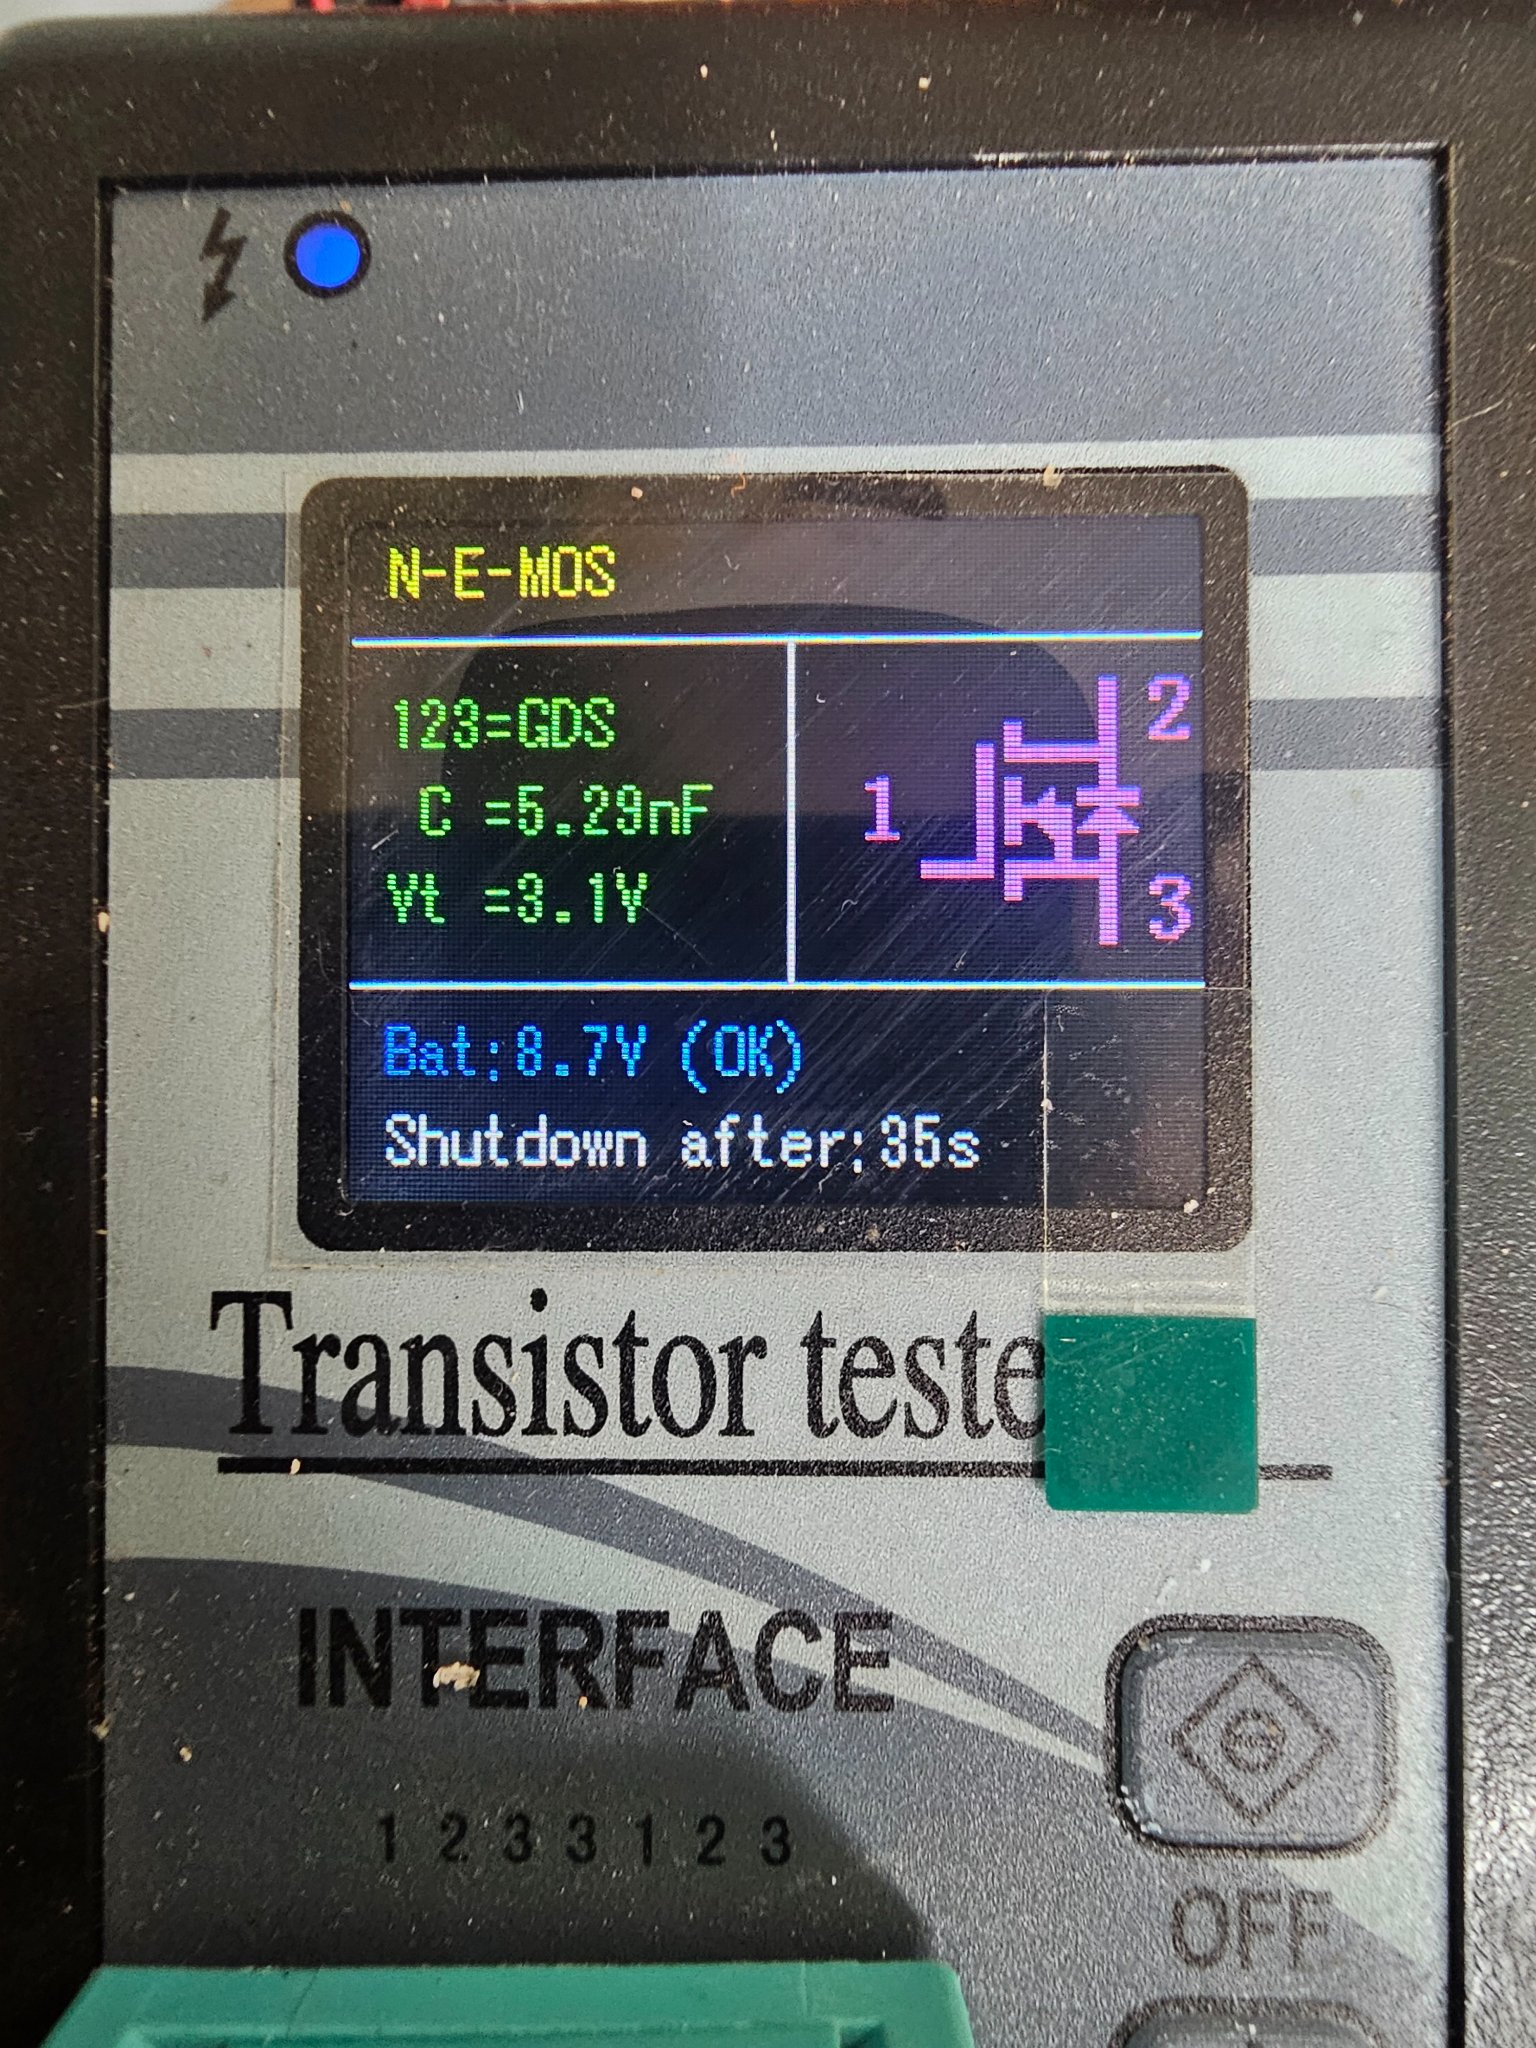 N-E-MOS
123=GDS
C =5.29nF
Vt =3.1V
1
2
3
Bat;8.7V (OK)
Shutdown after;35s
Transistor teste
INTERFACE
1 2 3 3 1 2 3
OFF